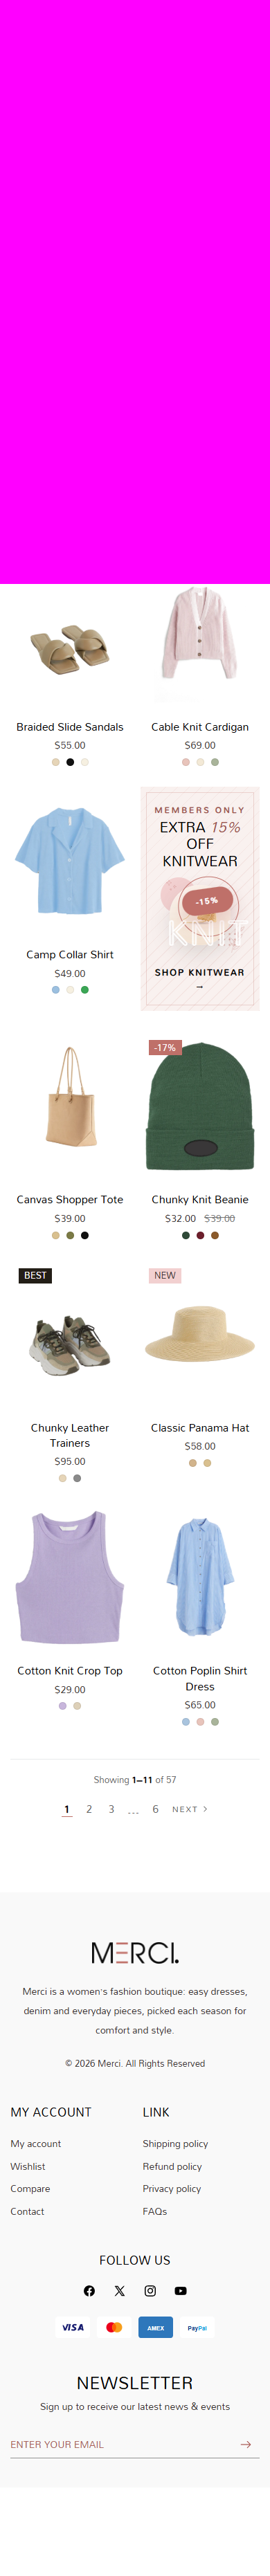 Braided Slide Sandals
$55.00
Cable Knit Cardigan
$69.00
Camp Collar Shirt
$49.00
MEMBERS ONLY
EXTRA 15%
OFF
KNITWEAR
-15%
KNIT
SHOP KNITWEAR
→
Canvas Shopper Tote
$39.00
-17%
Chunky Knit Beanie
$32.00 $39.00
BEST
Chunky Leather
Trainers
$95.00
NEW
Classic Panama Hat
$58.00
Cotton Knit Crop Top
$29.00
Cotton Poplin Shirt
Dress
$65.00
Showing 1–11 of 57
1 2 3 ... 6 NEXT >
MERCI.
Merci is a women's fashion boutique: easy dresses,
denim and everyday pieces, picked each season for
comfort and style.
© 2026 Merci. All Rights Reserved
MY ACCOUNT
My account
Wishlist
Compare
Contact
LINK
Shipping policy
Refund policy
Privacy policy
FAQs
FOLLOW US
VISA
AMEX
PayPal
NEWSLETTER
Sign up to receive our latest news & events
ENTER YOUR EMAIL